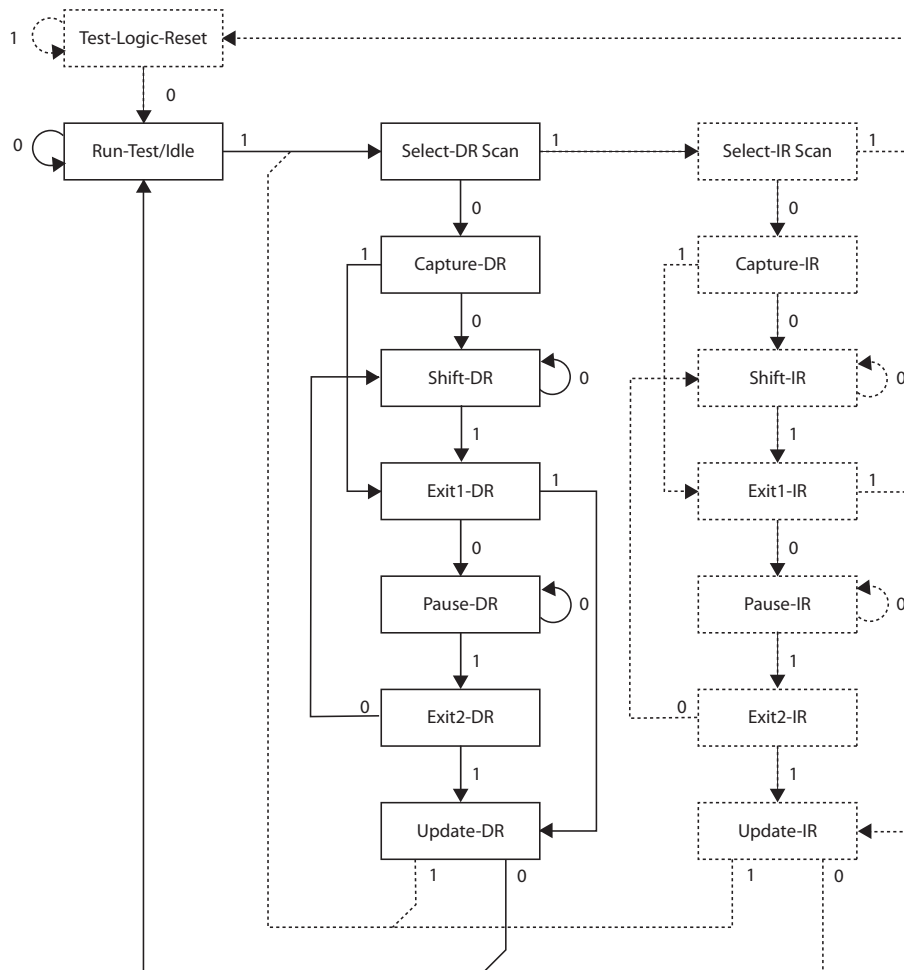 1
Test-Logic-Reset
0
0
Run-Test/Idle
1
Select-DR Scan
1
Select-IR Scan
1
0
0
1
Capture-DR
1
Capture-IR
0
0
Shift-DR
0
Shift-IR
0
1
1
Exit1-DR
1
Exit1-IR
1
0
0
Pause-DR
0
Pause-IR
0
1
1
0
Exit2-DR
0
Exit2-IR
1
1
Update-DR
Update-IR
1
0
1
0